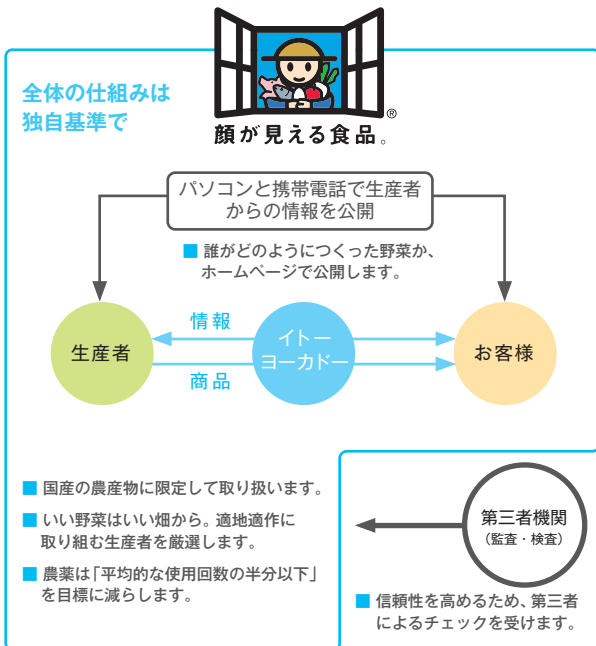 全体の仕組みは
独自基準で
顔が見える食品。®
パソコンと携帯電話で生産者
からの情報を公開
■ 誰がどのようにつくった野菜か、
ホームページで公開します。
生産者
情報
商品
イトー
ヨーカドー
お客様
■ 国産の農産物に限定して取り扱います。
■ いい野菜はいい畑から。適地適作に
取り組む生産者を厳選します。
■ 農薬は「平均的な使用回数の半分以下」
を目標に減らします。
第三者機関
（監査・検査）
■ 信頼性を高めるため、第三者
によるチェックを受けます。